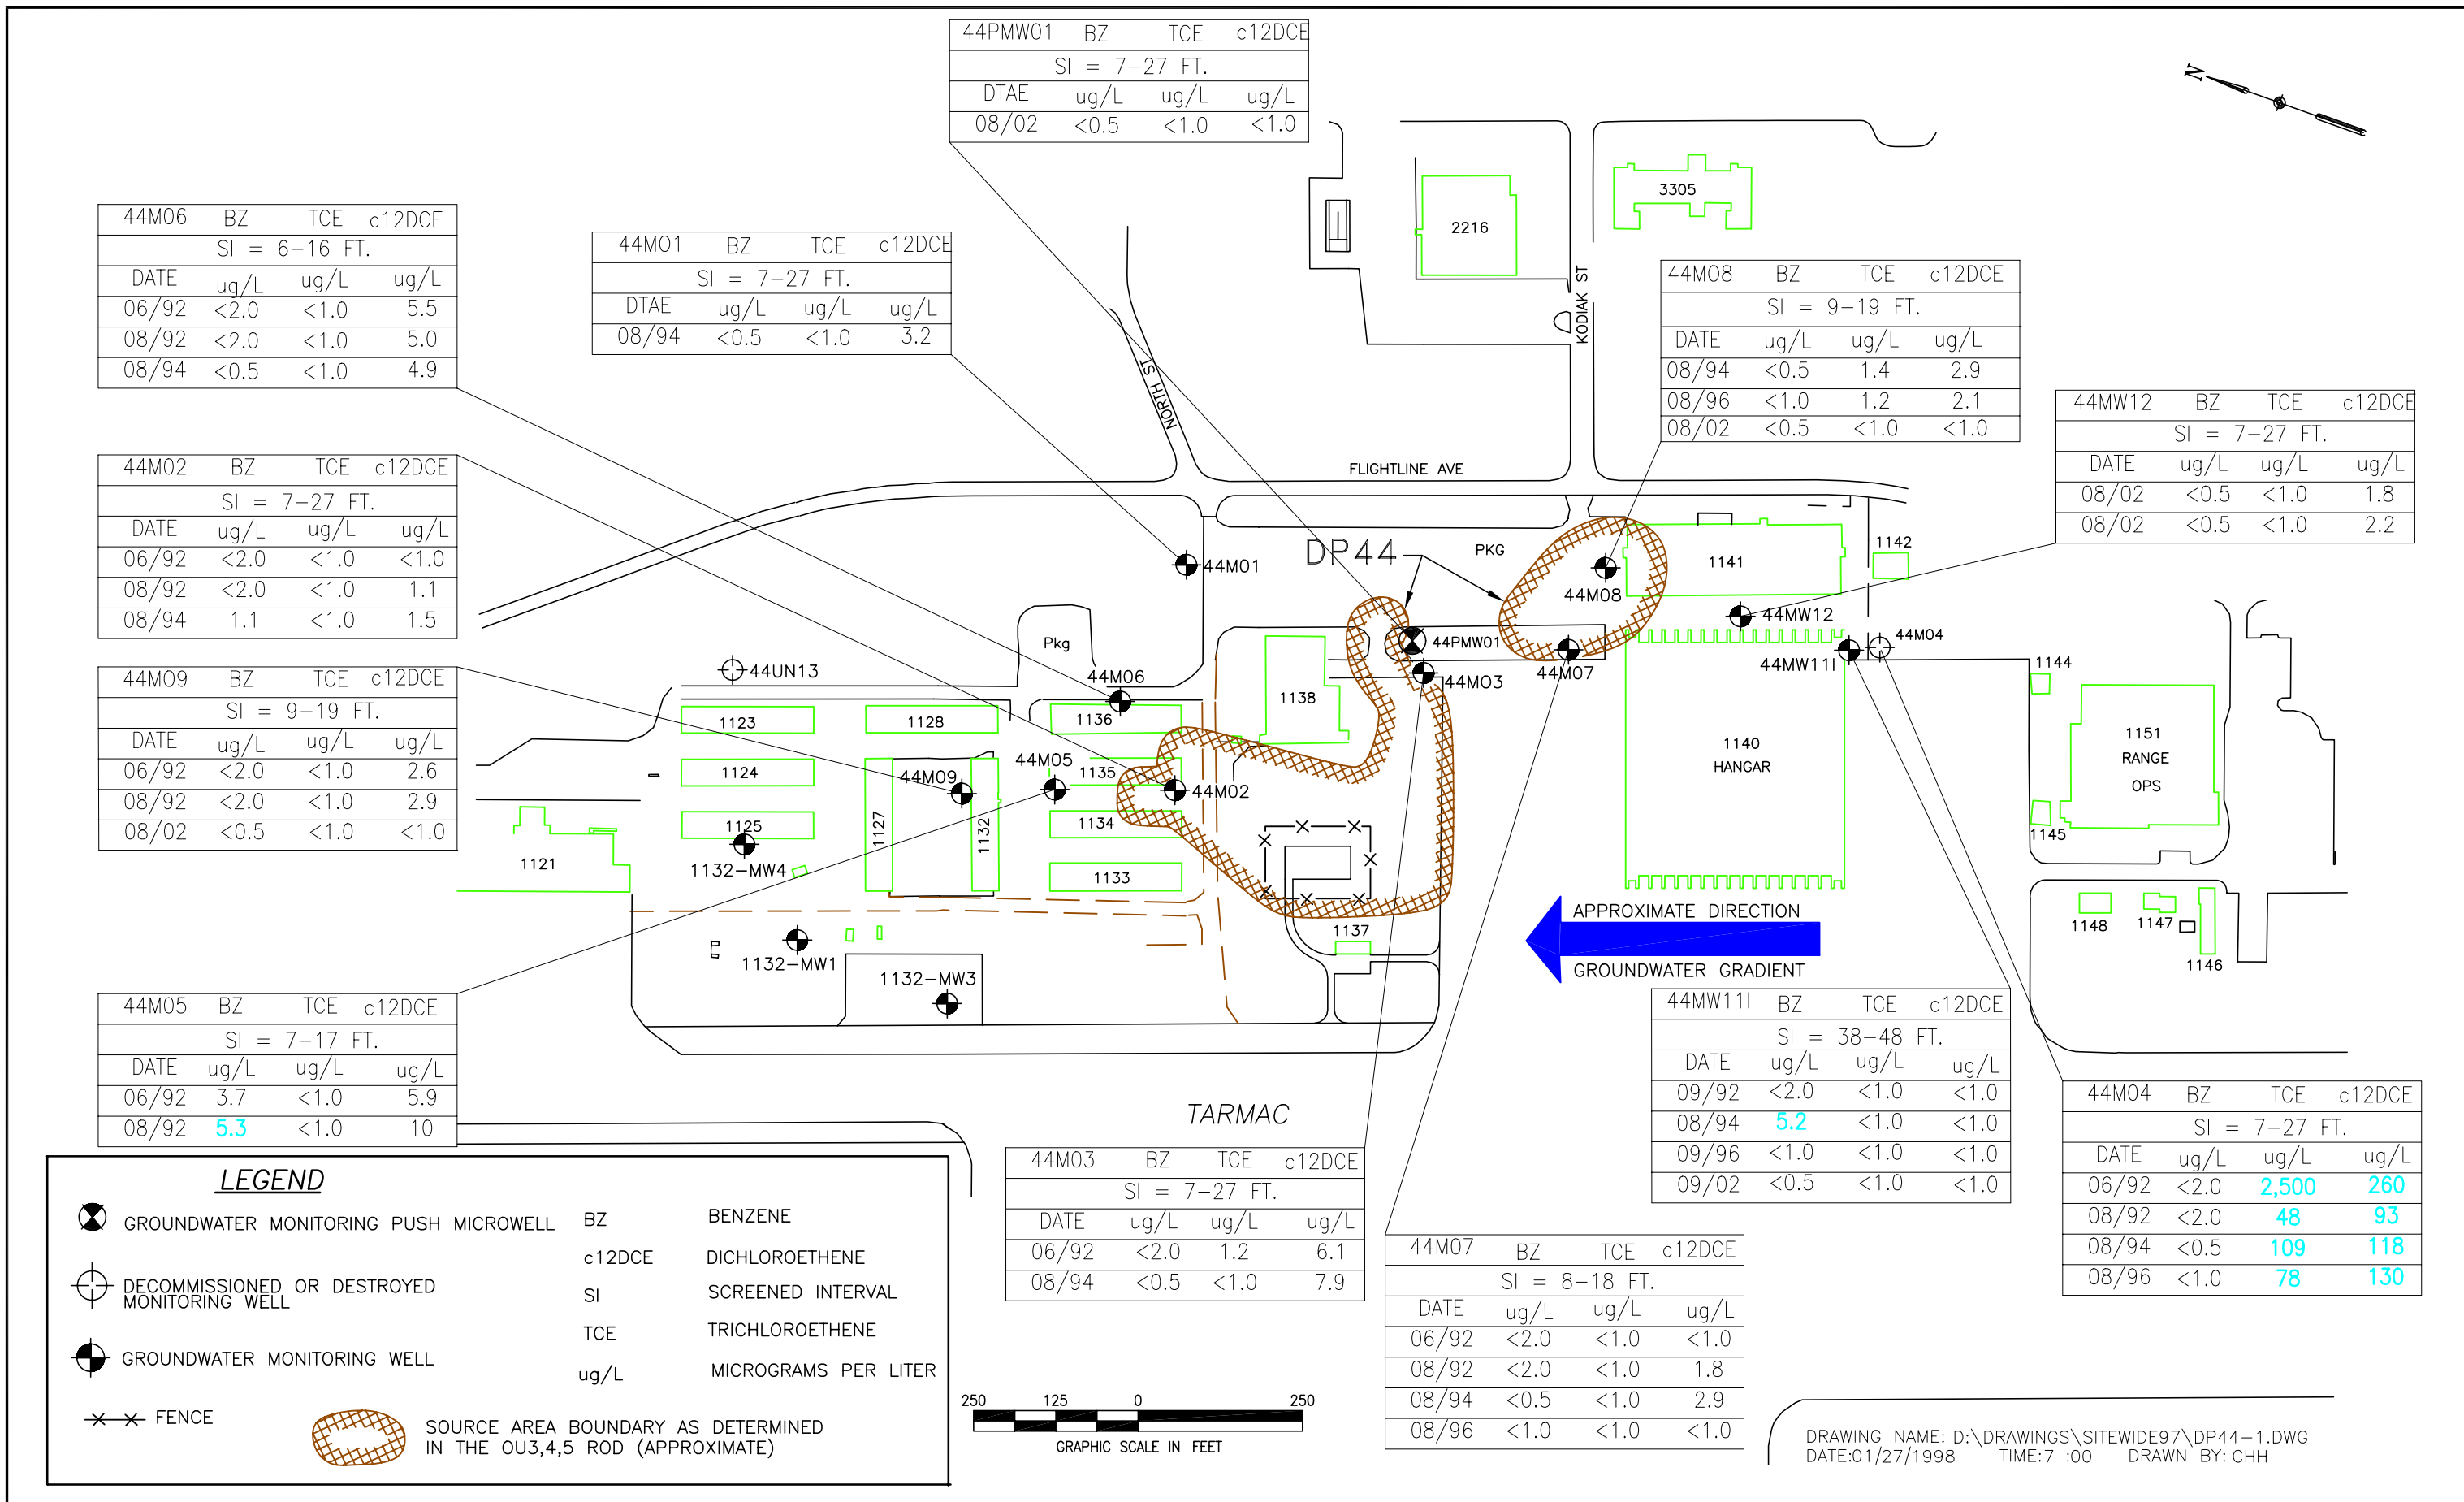 44PMW01 BZ TCE c12DCE
SI = 7-27 FT.
DTAE ug/L ug/L ug/L
08/02 <0.5 <1.0 <1.0
N
44M06 BZ TCE c12DCE
SI = 6-16 FT.
DATE ug/L ug/L ug/L
06/92 <2.0 <1.0 5.5
08/92 <2.0 <1.0 5.0
08/94 <0.5 <1.0 4.9
44M01 BZ TCE c12DCE
SI = 7-27 FT.
DTAE ug/L ug/L ug/L
08/94 <0.5 <1.0 3.2
2216
3305
KODIAK ST
NORTH ST
FLIGHTLINE AVE
44M08 BZ TCE c12DCE
SI = 9-19 FT.
DATE ug/L ug/L ug/L
08/94 <0.5 1.4 2.9
08/96 <1.0 1.2 2.1
08/02 <0.5 <1.0 <1.0
44MW12 BZ TCE c12DCE
SI = 7-27 FT.
DATE ug/L ug/L ug/L
08/02 <0.5 <1.0 1.8
08/02 <0.5 <1.0 2.2
44M02 BZ TCE c12DCE
SI = 7-27 FT.
DATE ug/L ug/L ug/L
06/92 <2.0 <1.0 <1.0
08/92 <2.0 <1.0 1.1
08/94 1.1 <1.0 1.5
44M09 BZ TCE c12DCE
SI = 9-19 FT.
DATE ug/L ug/L ug/L
06/92 <2.0 <1.0 2.6
08/92 <2.0 <1.0 2.9
08/02 <0.5 <1.0 <1.0
44M01
DP44
PKG
1141
1142
44M08
44MW12
44M04
44MW11I
44PMW01
44M07
44M03
Pkg
44UN13
44M06
1138
1144
1123
1128
1136
1140
HANGAR
1151
RANGE
OPS
1124
44M09
44M05
1135
44M02
1125
1127
1132
1134
1133
1145
1121
1132-MW4
1132-MW1
1132-MW3
1137
1148
1147
1146
APPROXIMATE DIRECTION
GROUNDWATER GRADIENT
44M05 BZ TCE c12DCE
SI = 7-17 FT.
DATE ug/L ug/L ug/L
06/92 3.7 <1.0 5.9
08/92 5.3 <1.0 10
44MW11I BZ TCE c12DCE
SI = 38-48 FT.
DATE ug/L ug/L ug/L
09/92 <2.0 <1.0 <1.0
08/94 5.2 <1.0 <1.0
09/96 <1.0 <1.0 <1.0
09/02 <0.5 <1.0 <1.0
44M04 BZ TCE c12DCE
SI = 7-27 FT.
DATE ug/L ug/L ug/L
06/92 <2.0 2,500 260
08/92 <2.0 48 93
08/94 <0.5 109 118
08/96 <1.0 78 130
TARMAC
44M03 BZ TCE c12DCE
SI = 7-27 FT.
DATE ug/L ug/L ug/L
06/92 <2.0 1.2 6.1
08/94 <0.5 <1.0 7.9
44M07 BZ TCE c12DCE
SI = 8-18 FT.
DATE ug/L ug/L ug/L
06/92 <2.0 <1.0 <1.0
08/92 <2.0 <1.0 1.8
08/94 <0.5 <1.0 2.9
08/96 <1.0 <1.0 <1.0
LEGEND
GROUNDWATER MONITORING PUSH MICROWELL
DECOMMISSIONED OR DESTROYED
MONITORING WELL
GROUNDWATER MONITORING WELL
FENCE
SOURCE AREA BOUNDARY AS DETERMINED
IN THE OU3,4,5 ROD (APPROXIMATE)
BZ BENZENE
c12DCE DICHLOROETHENE
SI SCREENED INTERVAL
TCE TRICHLOROETHENE
ug/L MICROGRAMS PER LITER
250 125 0 250
GRAPHIC SCALE IN FEET
DRAWING NAME: D:\DRAWINGS\SITEWIDE97\DP44-1.DWG
DATE:01/27/1998 TIME:7 :00 DRAWN BY: CHH